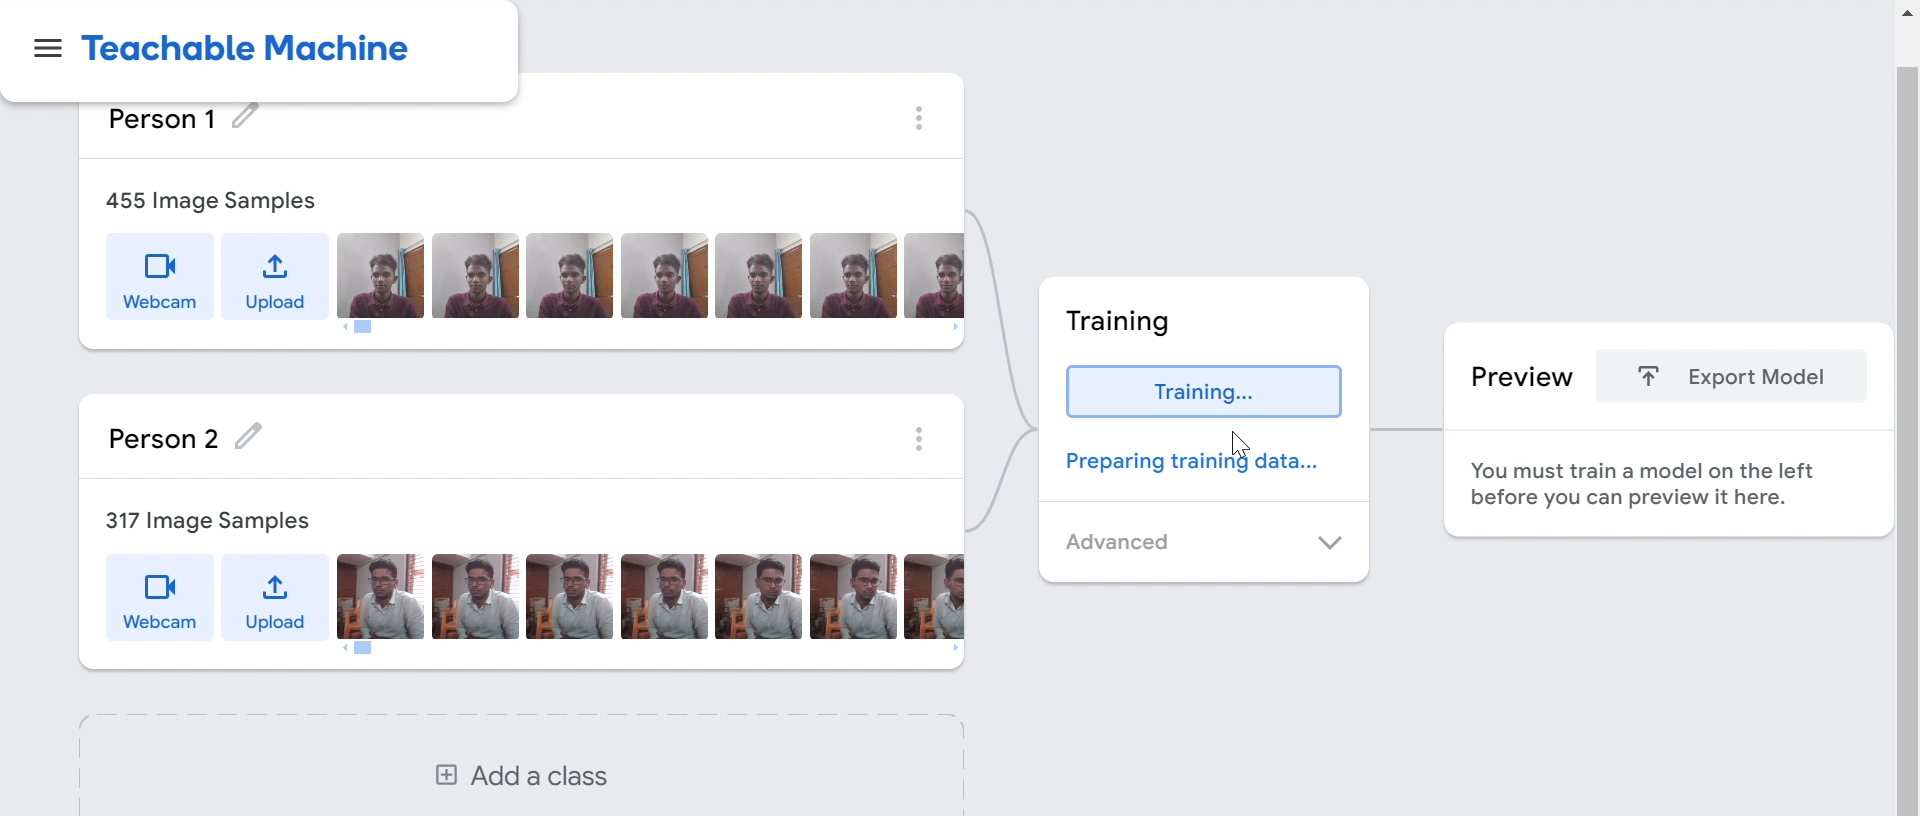 Teachable Machine
Person 1
455 Image Samples
Webcam
Upload
Person 2
317 Image Samples
Webcam
Upload
Add a class
Training
Training...
Preparing training data...
Advanced
Preview
Export Model
You must train a model on the left
before you can preview it here.